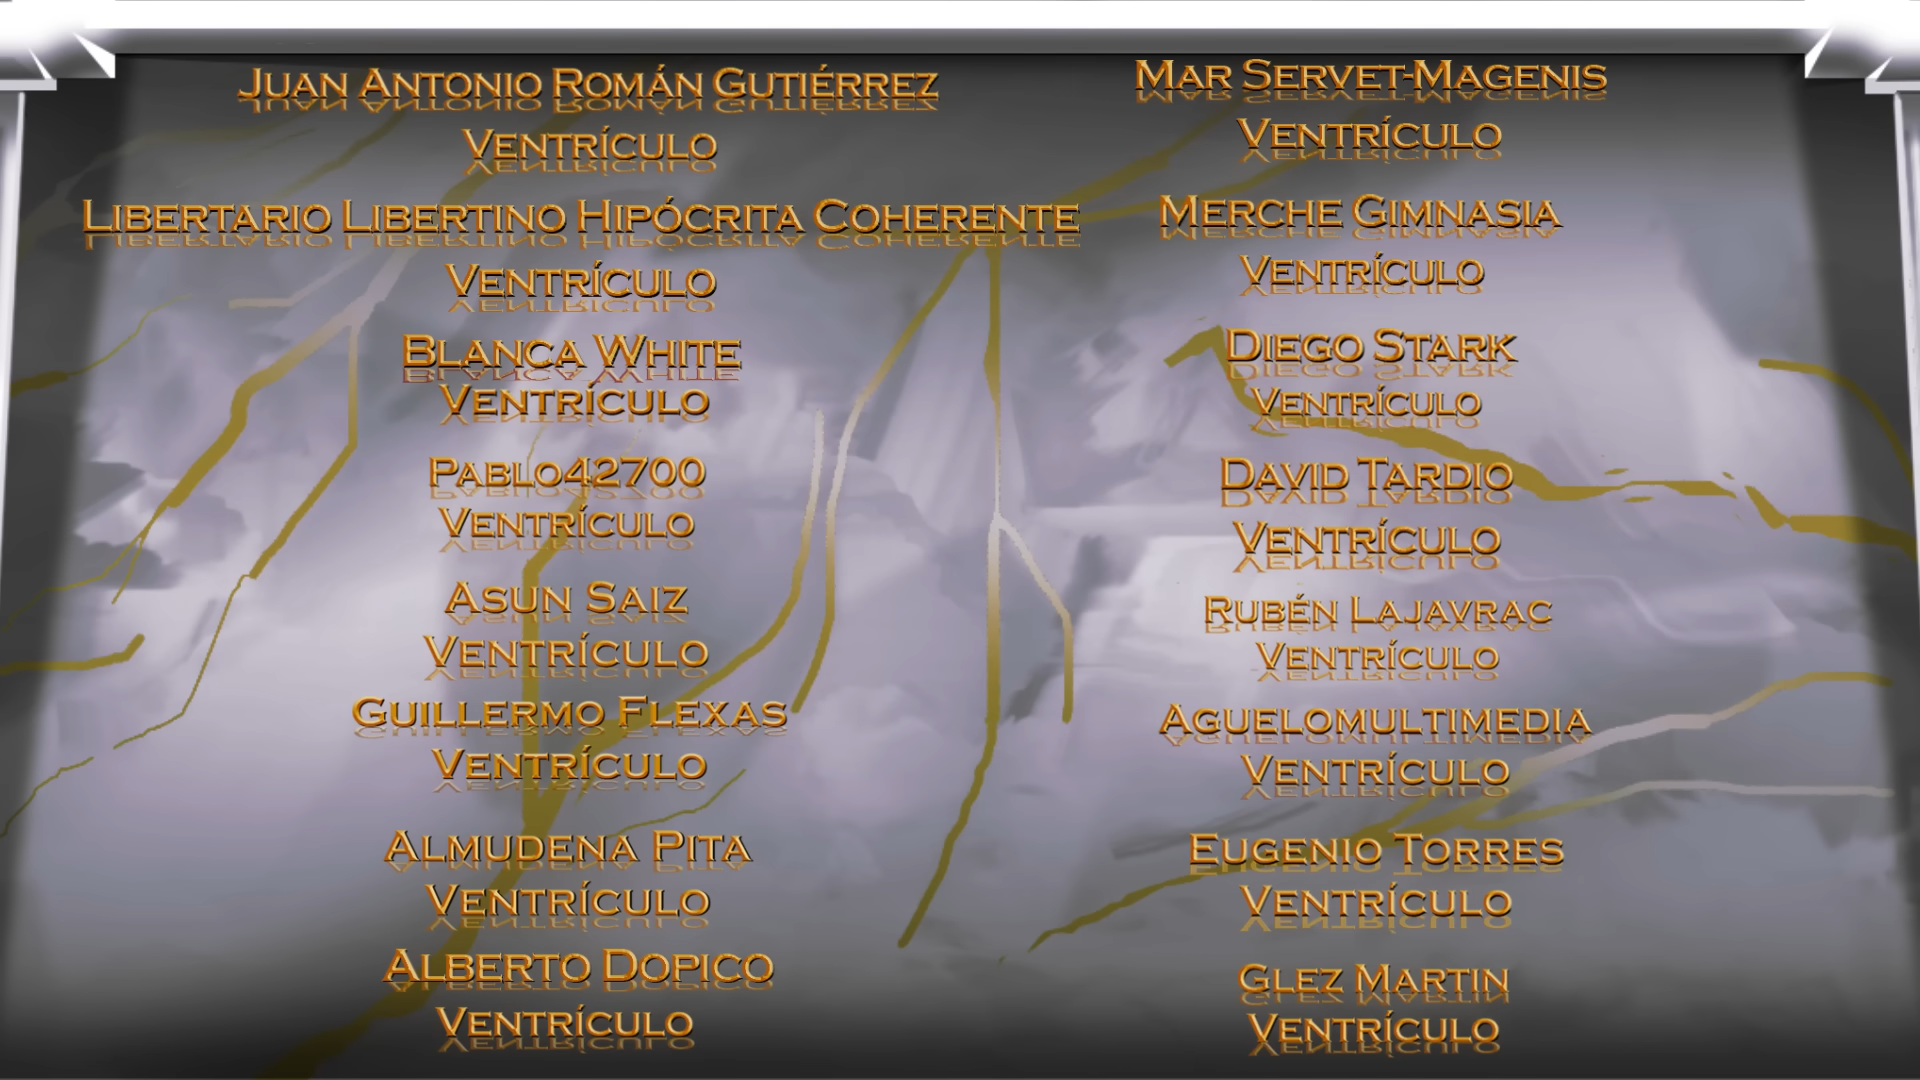 Juan Antonio Román Gutiérrez
Ventrículo
Libertario Libertino Hipócrita Coherente
Ventrículo
Blanca White
Ventrículo
Pablo42700
Ventrículo
Asun Saiz
Ventrículo
Guillermo Flexas
Ventrículo
Almudena Pita
Ventrículo
Alberto Dopico
Ventrículo
Mar Servet-Magenis
Ventrículo
Merche Gimnasia
Ventrículo
Diego Stark
Ventrículo
David Tardio
Ventrículo
Rubén Lajavrac
Ventrículo
Aguelomultimedia
Ventrículo
Eugenio Torres
Ventrículo
Glez Martin
Ventrículo